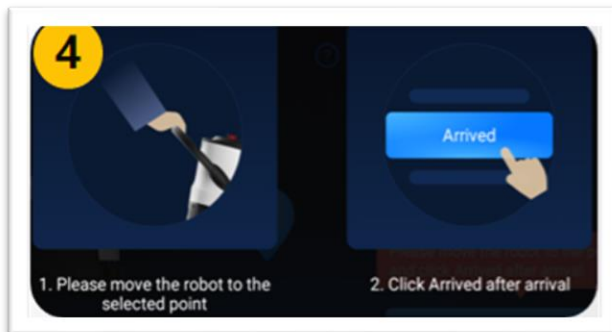 4
Arrived
1. Please move the robot to the
selected point
2. Click Arrived after arrival